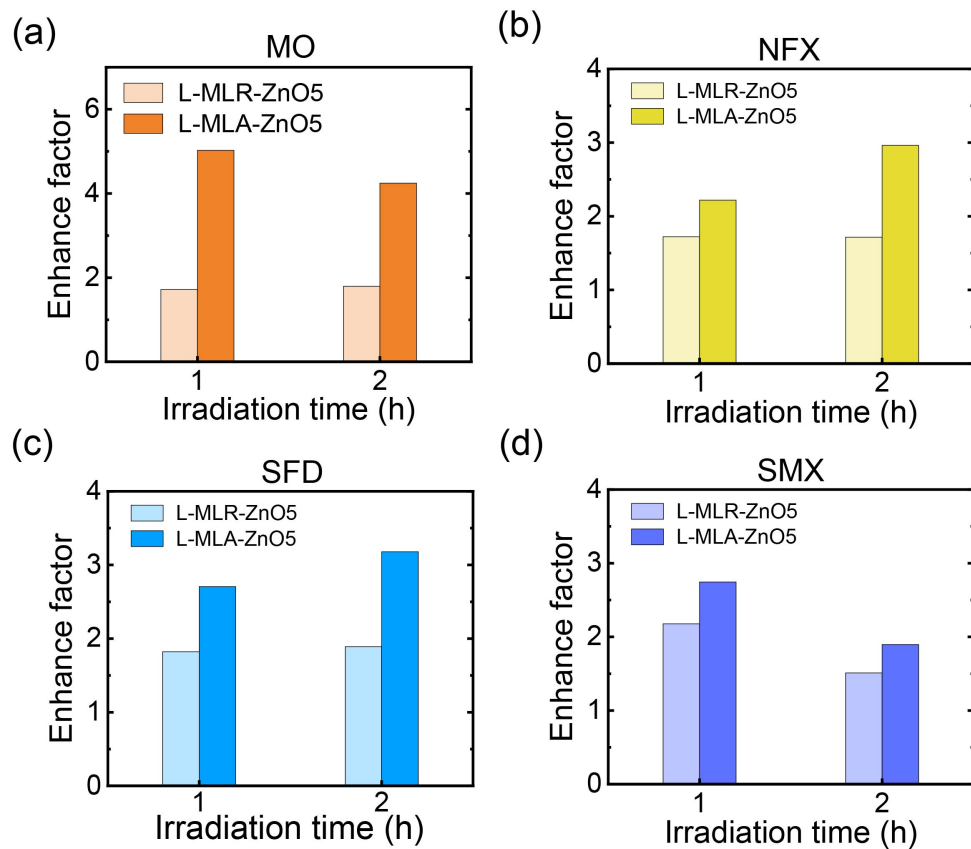 (a)
MO
Enhance factor
6
4
2
0
L-MLR-ZnO5
L-MLA-ZnO5
1 2
Irradiation time (h)
(b)
NFX
Enhance factor
4
3
2
1
0
L-MLR-ZnO5
L-MLA-ZnO5
1 2
Irradiation time (h)
(c)
SFD
Enhance factor
4
3
2
1
0
L-MLR-ZnO5
L-MLA-ZnO5
1 2
Irradiation time (h)
(d)
SMX
Enhance factor
4
3
2
1
0
L-MLR-ZnO5
L-MLA-ZnO5
1 2
Irradiation time (h)